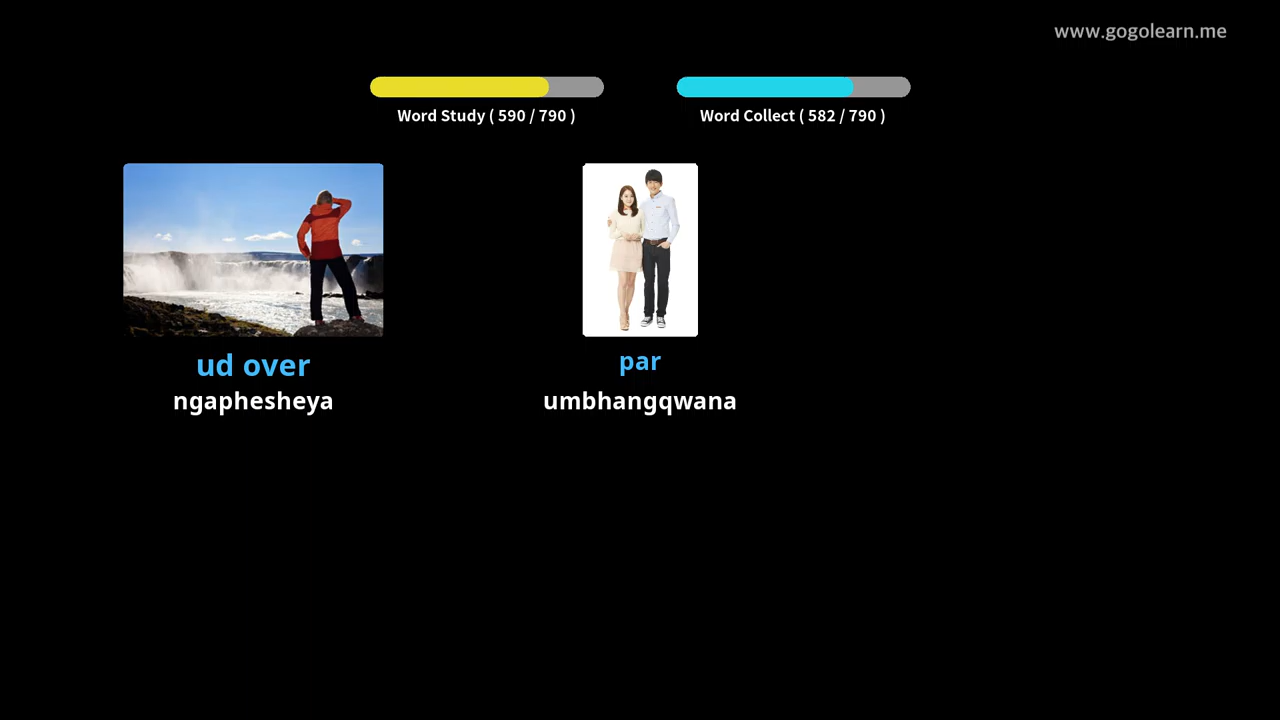 www.gogolearn.me
Word Study ( 590 / 790 )
Word Collect ( 582 / 790 )
ud over
ngaphesheya
par
umbhangqwana